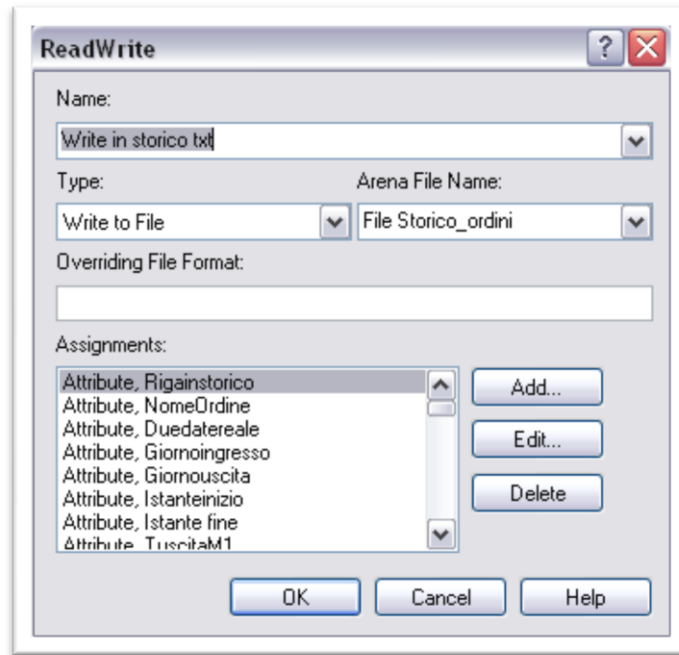 ReadWrite
Name:
Write in storico txt
Type: Arena File Name:
Write to File File Storico_ordini
Overriding File Format:
Assignments:
Attribute, Rigainstorico
Attribute, NomeOrdine
Attribute, Duedatereale
Attribute, Giornoingresso
Attribute, Giornouscita
Attribute, Istanteinizio
Attribute, Istante fine
Attribute, TuscitaM1
Add...
Edit...
Delete
OK Cancel Help